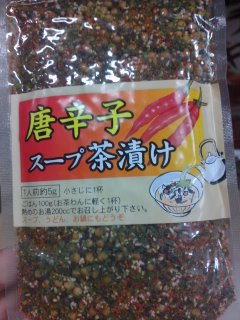 唐辛子
スープ茶漬け
1人前約5g 小さじに1杯
ごはん100g(お茶わんに軽く1杯)
熱めのお湯200ccでお召し上がり下さい。
スープ、うどん、お鍋にもどうぞ